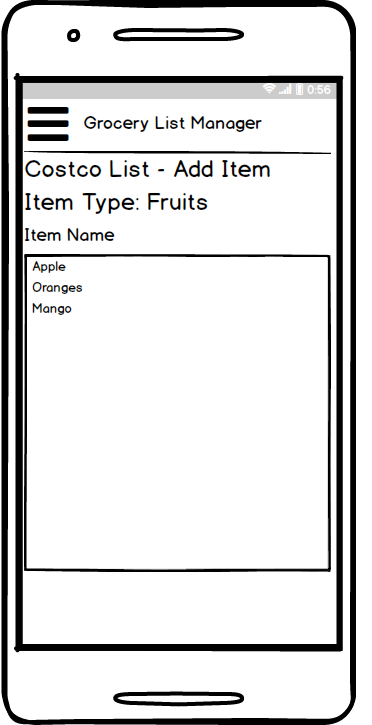 0:56
Grocery List Manager
Costco List - Add Item
Item Type: Fruits
Item Name
Apple
Oranges
Mango